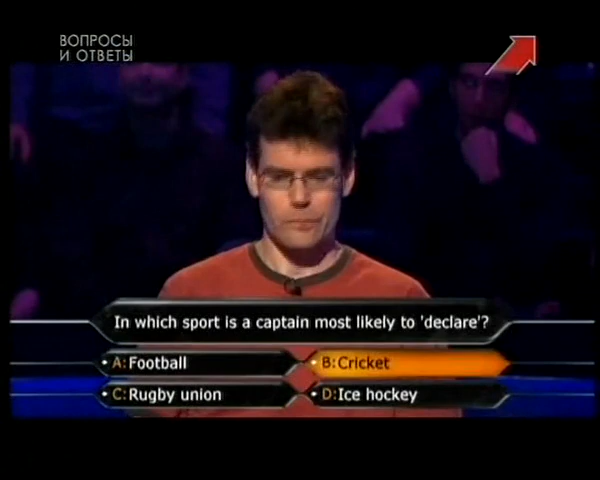 ВОПРОСЫ
И ОТВЕТЫ
In which sport is a captain most likely to 'declare'?
A: Football
B: Cricket
C: Rugby union
D: Ice hockey